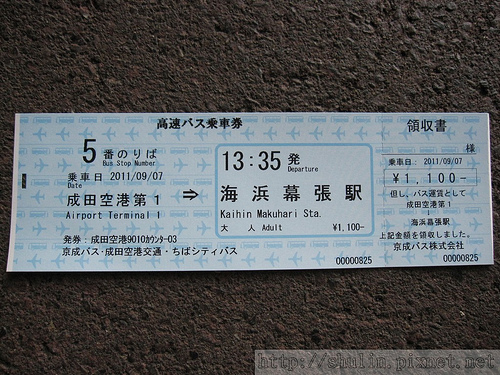 高速バス乗車券
5 番のりば
Bus Stop Number
乗車日 2011/09/07
Date
成田空港第1
Airport Terminal 1
⇒
13:35 発
Departure
海浜幕張駅
Kaihin Makuhari Sta.
大人 Adult ¥1,100-
発券：成田空港9010カウンター03
京成バス・成田空港交通・ちばシティバス
00000825
領収書
様
乗車日 2011/09/07
¥1,100-
但し、バス運賃として
成田空港第1
↓
海浜幕張駅
上記金額を領収しました。
京成バス株式会社
00000825
http://shulin.pixnet.net